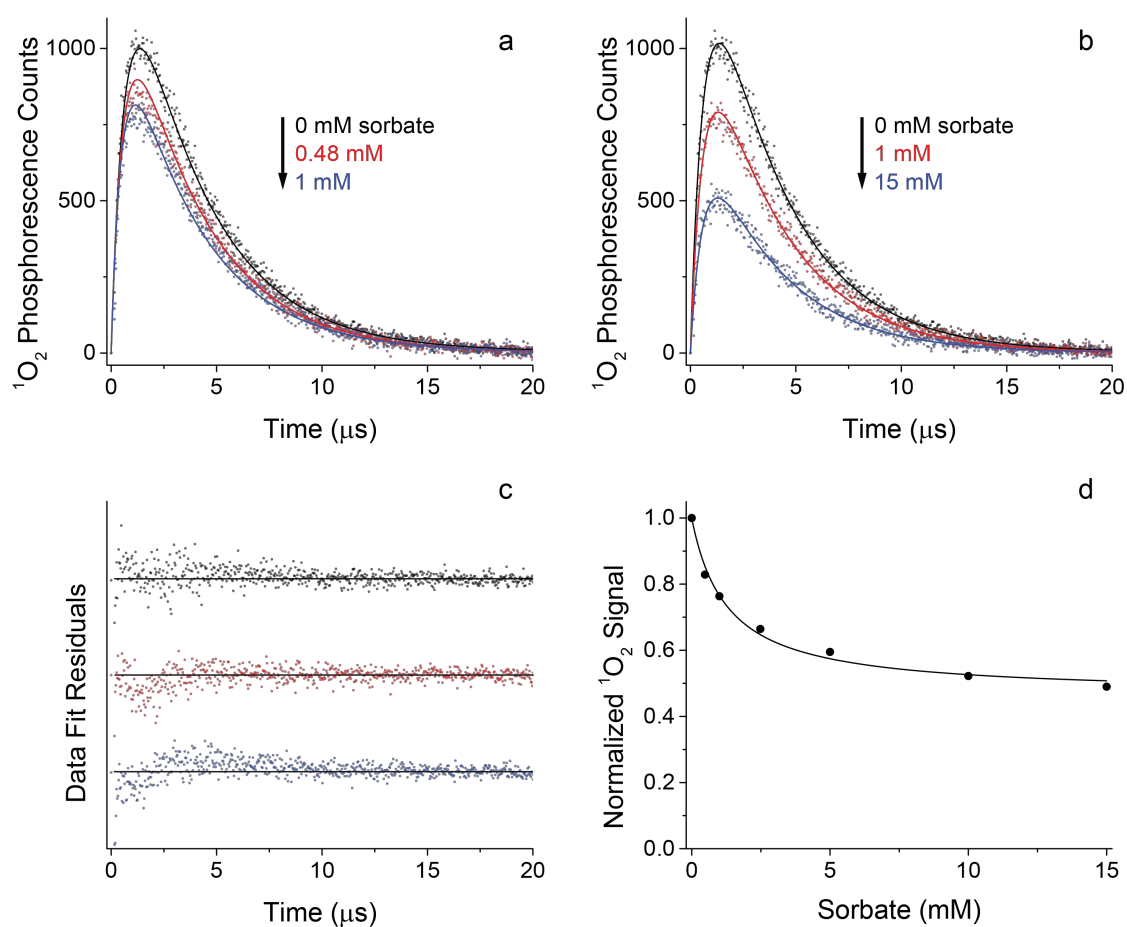 a
1000
500
0
¹O₂ Phosphorescence Counts
0 mM sorbate
0.48 mM
1 mM
0 5 10 15 20
Time (μs)
b
1000
500
0
¹O₂ Phosphorescence Counts
0 mM sorbate
1 mM
15 mM
0 5 10 15 20
Time (μs)
c
Data Fit Residuals
0 5 10 15 20
Time (μs)
d
1.0
0.8
0.6
0.4
0.2
0.0
Normalized ¹O₂ Signal
0 5 10 15
Sorbate (mM)